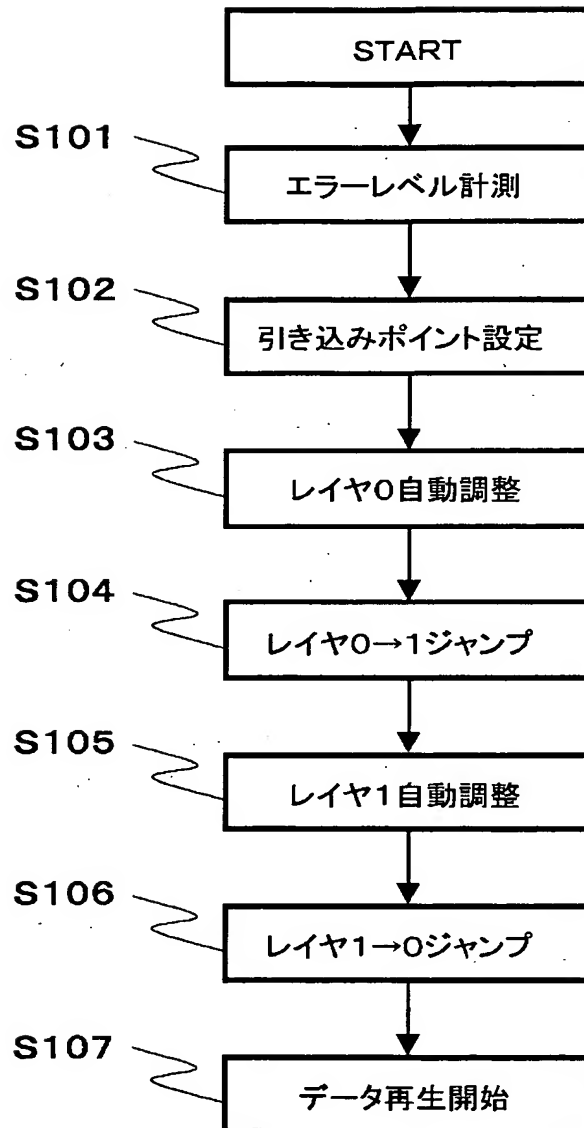 START
S101
エラーレベル計測
S102
引き込みポイント設定
S103
レイヤ0自動調整
S104
レイヤ0→1ジャンプ
S105
レイヤ1自動調整
S106
レイヤ1→0ジャンプ
S107
データ再生開始